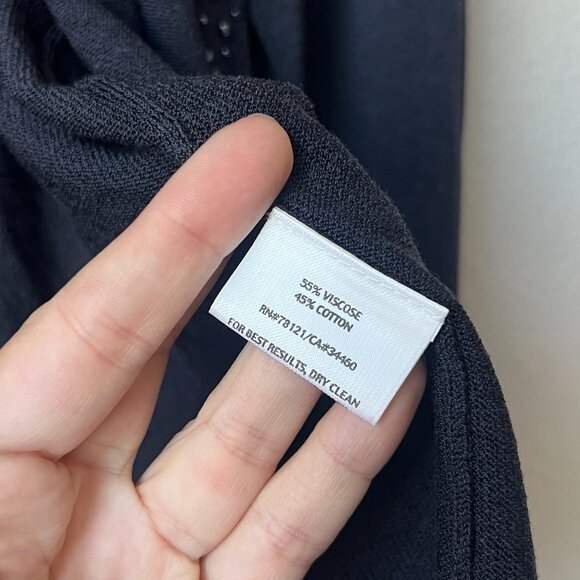 55% VISCOSE
45% COTTON
RN#78121/CA#34460
FOR BEST RESULTS, DRY CLEAN